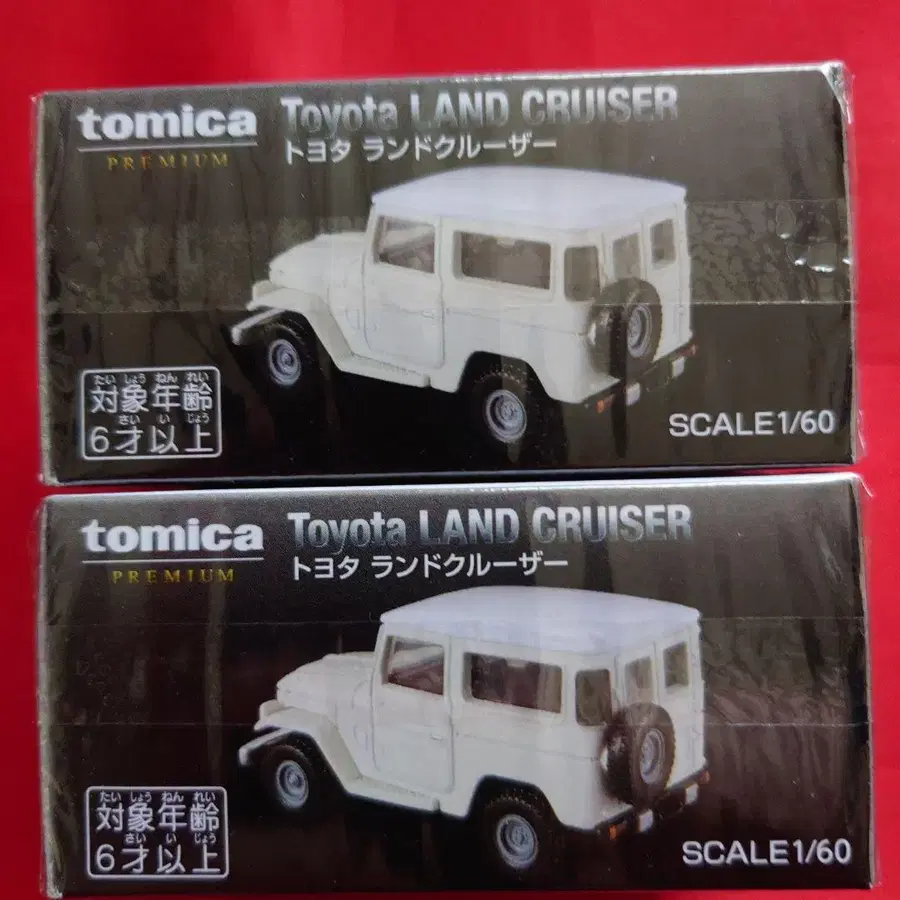 tomica Toyota LAND CRUISER
PREMIUM トヨタ ランドクルーザー
たい しょう ねん れい
対象年齢
さい い じょう
6才以上
SCALE1/60
tomica Toyota LAND CRUISER
PREMIUM トヨタ ランドクルーザー
たい しょう ねん れい
対象年齢
さい い じょう
6才以上
SCALE1/60